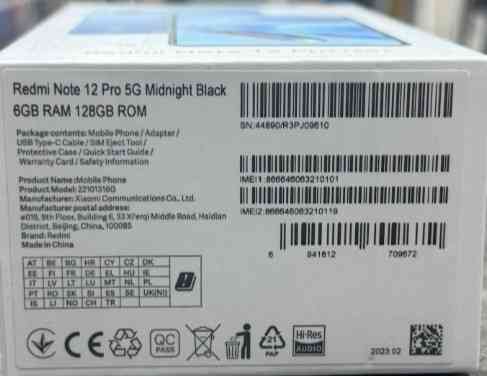 Redmi Note 12 Pro 5G Midnight Black
6GB RAM 128GB ROM
Package contents: Mobile Phone / Adapter /
USB Type-C Cable / SIM Eject Tool /
Protective Case / Quick Start Guide /
Warranty Card / Safety Information
Product Name :Mobile Phone
Product Model: 22101316G
Manufacturer: Xiaomi Communications Co., Ltd.
Manufacturer postal address:
#019, 9th Floor, Building 6, 33 Xi'erqi Middle Road, Haidian
District, Beijing, China, 100085
Brand: Redmi
Made in China
SN:44890/R3PJ09610
IMEI1:866646063210101
IMEI2:866646063210119
6 941812 709672
AT BE BG HR CY CZ DK
EE FI FR DE EL HU IE
IT LV LT LU MT NL PL
PT RO SK SI ES SE UK(NI)
IS LI NO CH TR
CE
QC
PASS
21
PAP
Hi-Res
AUDIO
2023.02